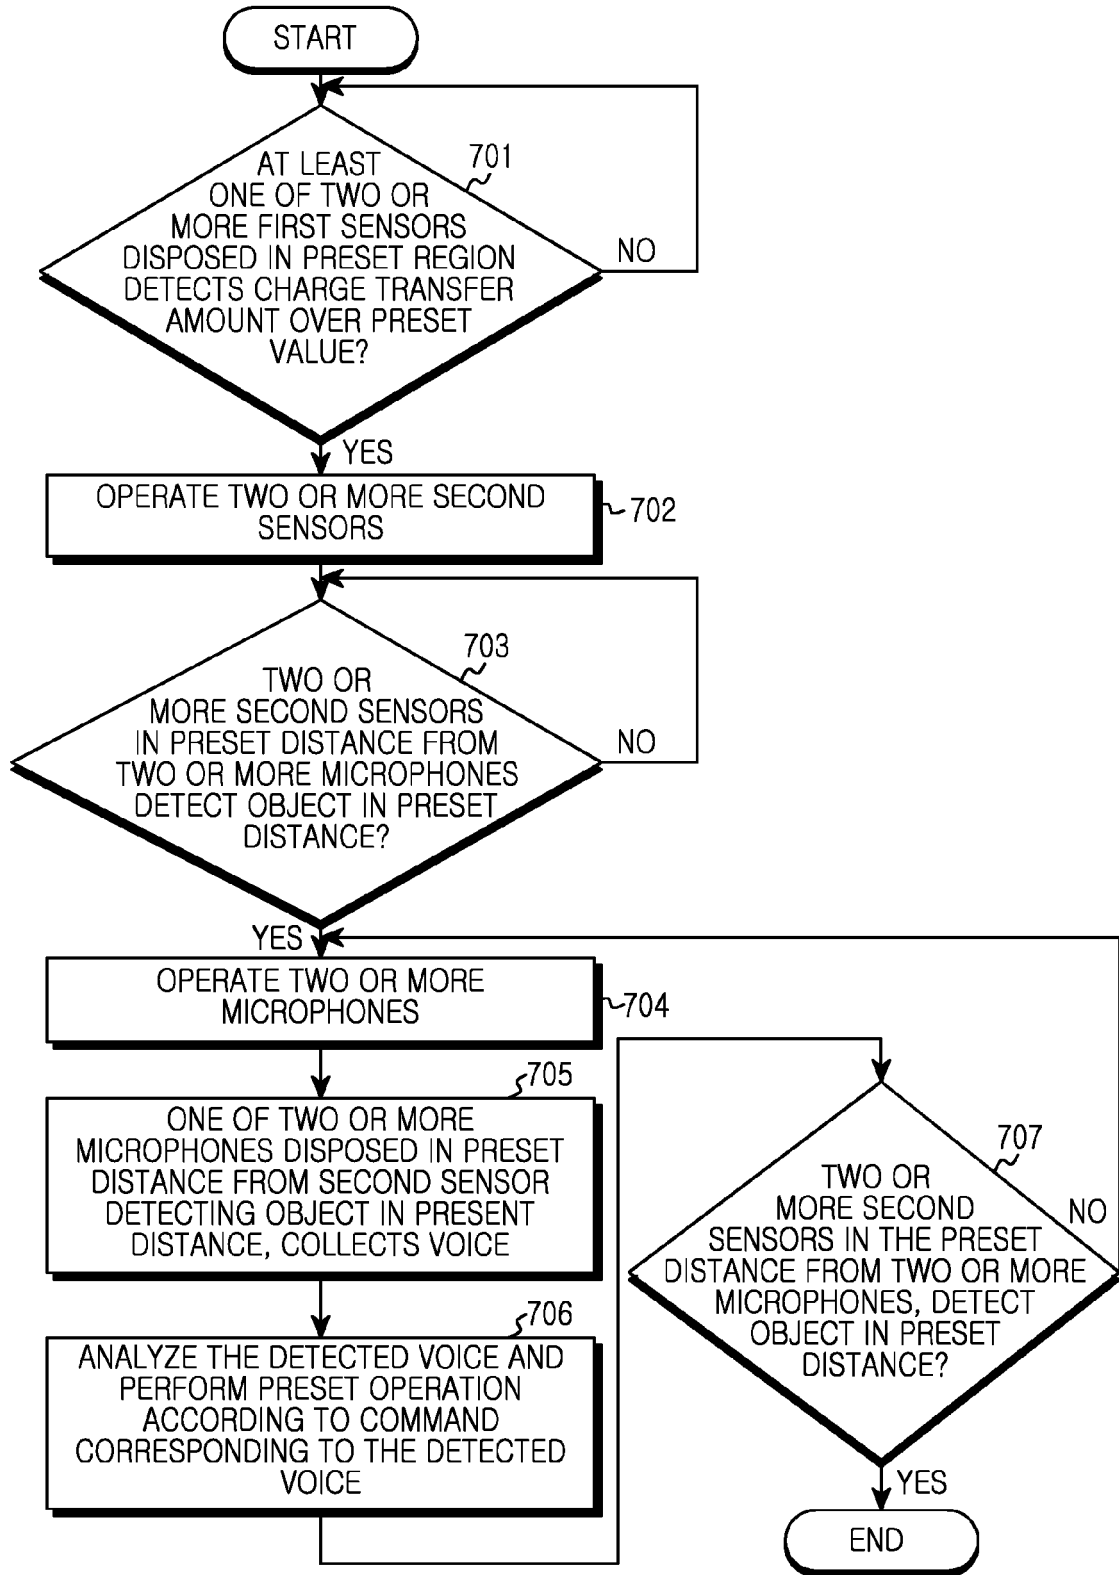 START
701
AT LEAST
ONE OF TWO OR
MORE FIRST SENSORS
DISPOSED IN PRESET REGION
DETECTS CHARGE TRANSFER
AMOUNT OVER PRESET
VALUE?
NO
YES
OPERATE TWO OR MORE SECOND
SENSORS
702
703
TWO OR
MORE SECOND SENSORS
IN PRESET DISTANCE FROM
TWO OR MORE MICROPHONES
DETECT OBJECT IN PRESET
DISTANCE?
NO
YES
OPERATE TWO OR MORE
MICROPHONES
704
705
ONE OF TWO OR MORE
MICROPHONES DISPOSED IN PRESET
DISTANCE FROM SECOND SENSOR
DETECTING OBJECT IN PRESENT
DISTANCE, COLLECTS VOICE
706
ANALYZE THE DETECTED VOICE AND
PERFORM PRESET OPERATION
ACCORDING TO COMMAND
CORRESPONDING TO THE DETECTED
VOICE
707
TWO OR
MORE SECOND
SENSORS IN THE PRESET
DISTANCE FROM TWO OR MORE
MICROPHONES, DETECT
OBJECT IN PRESET
DISTANCE?
NO
YES
END